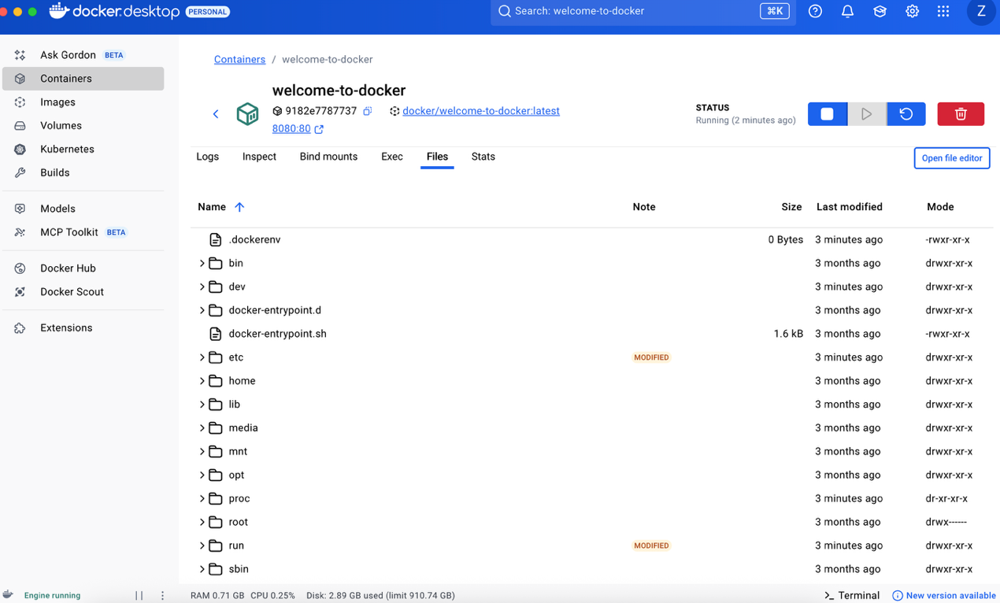 docker.desktop PERSONAL Search: welcome-to-docker ⌘K Z
Ask Gordon BETA
Containers
Images
Volumes
Kubernetes
Builds
Models
MCP Toolkit BETA
Docker Hub
Docker Scout
Extensions
Containers / welcome-to-docker
welcome-to-docker
9182e7787737 docker/welcome-to-docker:latest
8080:80
STATUS
Running (2 minutes ago)
Logs Inspect Bind mounts Exec Files Stats
Open file editor
Name Note Size Last modified Mode
.dockerenv 0 Bytes 3 minutes ago -rwxr-xr-x
bin 3 months ago drwxr-xr-x
dev 3 minutes ago drwxr-xr-x
docker-entrypoint.d 3 months ago drwxr-xr-x
docker-entrypoint.sh 1.6 kB 3 months ago -rwxr-xr-x
etc MODIFIED 3 minutes ago drwxr-xr-x
home 3 months ago drwxr-xr-x
lib 3 months ago drwxr-xr-x
media 3 months ago drwxr-xr-x
mnt 3 months ago drwxr-xr-x
opt 3 months ago drwxr-xr-x
proc 3 minutes ago dr-xr-xr-x
root 3 months ago drwx------
run MODIFIED 3 minutes ago drwxr-xr-x
sbin 3 months ago drwxr-xr-x
Engine running RAM 0.71 GB CPU 0.25% Disk: 2.89 GB used (limit 910.74 GB) >_ Terminal New version available